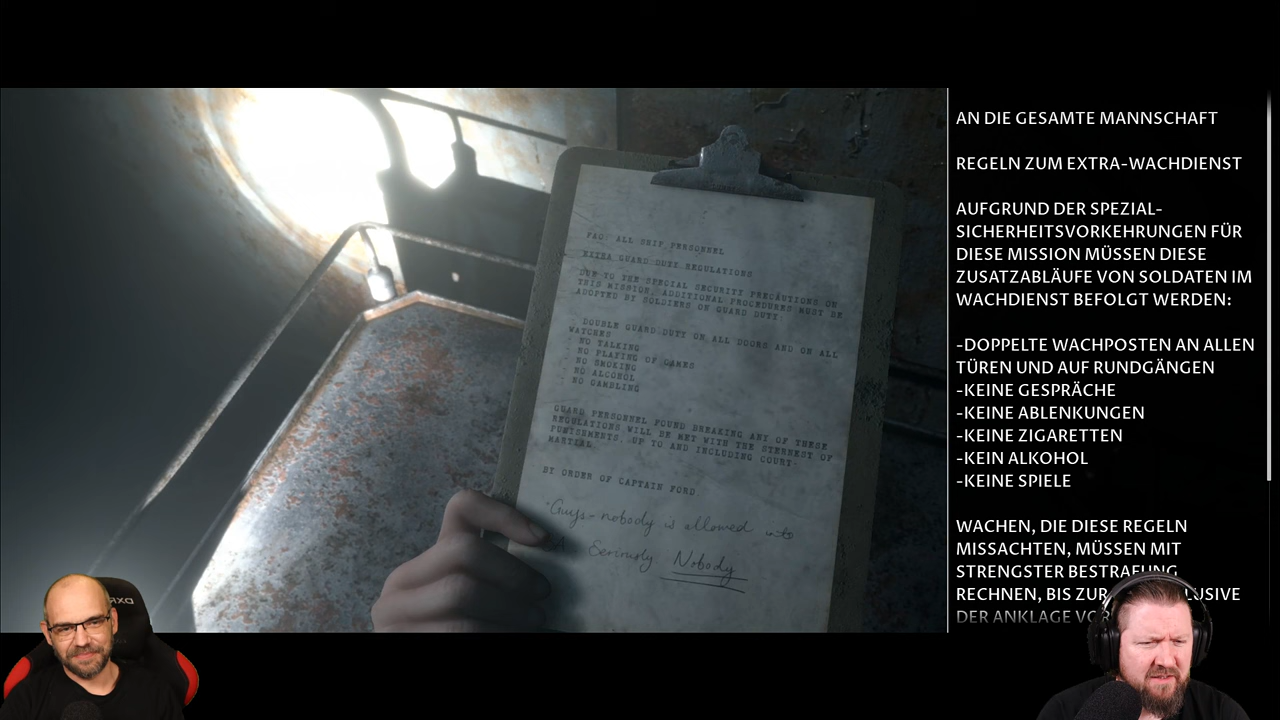 FAO: ALL SHIP PERSONNEL
EXTRA GUARD DUTY REGULATIONS
DUE TO THE SPECIAL SECURITY PRECAUTIONS ON
THIS MISSION, ADDITIONAL PROCEDURES MUST BE
ADOPTED BY SOLDIERS ON GUARD DUTY:
- DOUBLE GUARD DUTY ON ALL DOORS AND ON ALL
WATCHES
- NO TALKING
- NO PLAYING OF GAMES
- NO SMOKING
- NO ALCOHOL
- NO GAMBLING
GUARD PERSONNEL FOUND BREAKING ANY OF THESE
REGULATIONS WILL BE MET WITH THE STERNEST OF
PUNISHMENTS, UP TO AND INCLUDING COURT-
MARTIAL
BY ORDER OF CAPTAIN FORD.
Guys - nobody is allowed into
Seriously. Nobody
AN DIE GESAMTE MANNSCHAFT
REGELN ZUM EXTRA-WACHDIENST
AUFGRUND DER SPEZIAL-
SICHERHEITSVORKEHRUNGEN FÜR
DIESE MISSION MÜSSEN DIESE
ZUSATZABLÄUFE VON SOLDATEN IM
WACHDIENST BEFOLGT WERDEN:
-DOPPELTE WACHPOSTEN AN ALLEN
TÜREN UND AUF RUNDGÄNGEN
-KEINE GESPRÄCHE
-KEINE ABLENKUNGEN
-KEINE ZIGARETTEN
-KEIN ALKOHOL
-KEINE SPIELE
WACHEN, DIE DIESE REGELN
MISSACHTEN, MÜSSEN MIT
STRENGSTER BESTRAFUNG
RECHNEN, BIS ZUR LUSIVE
DER ANKLAGE